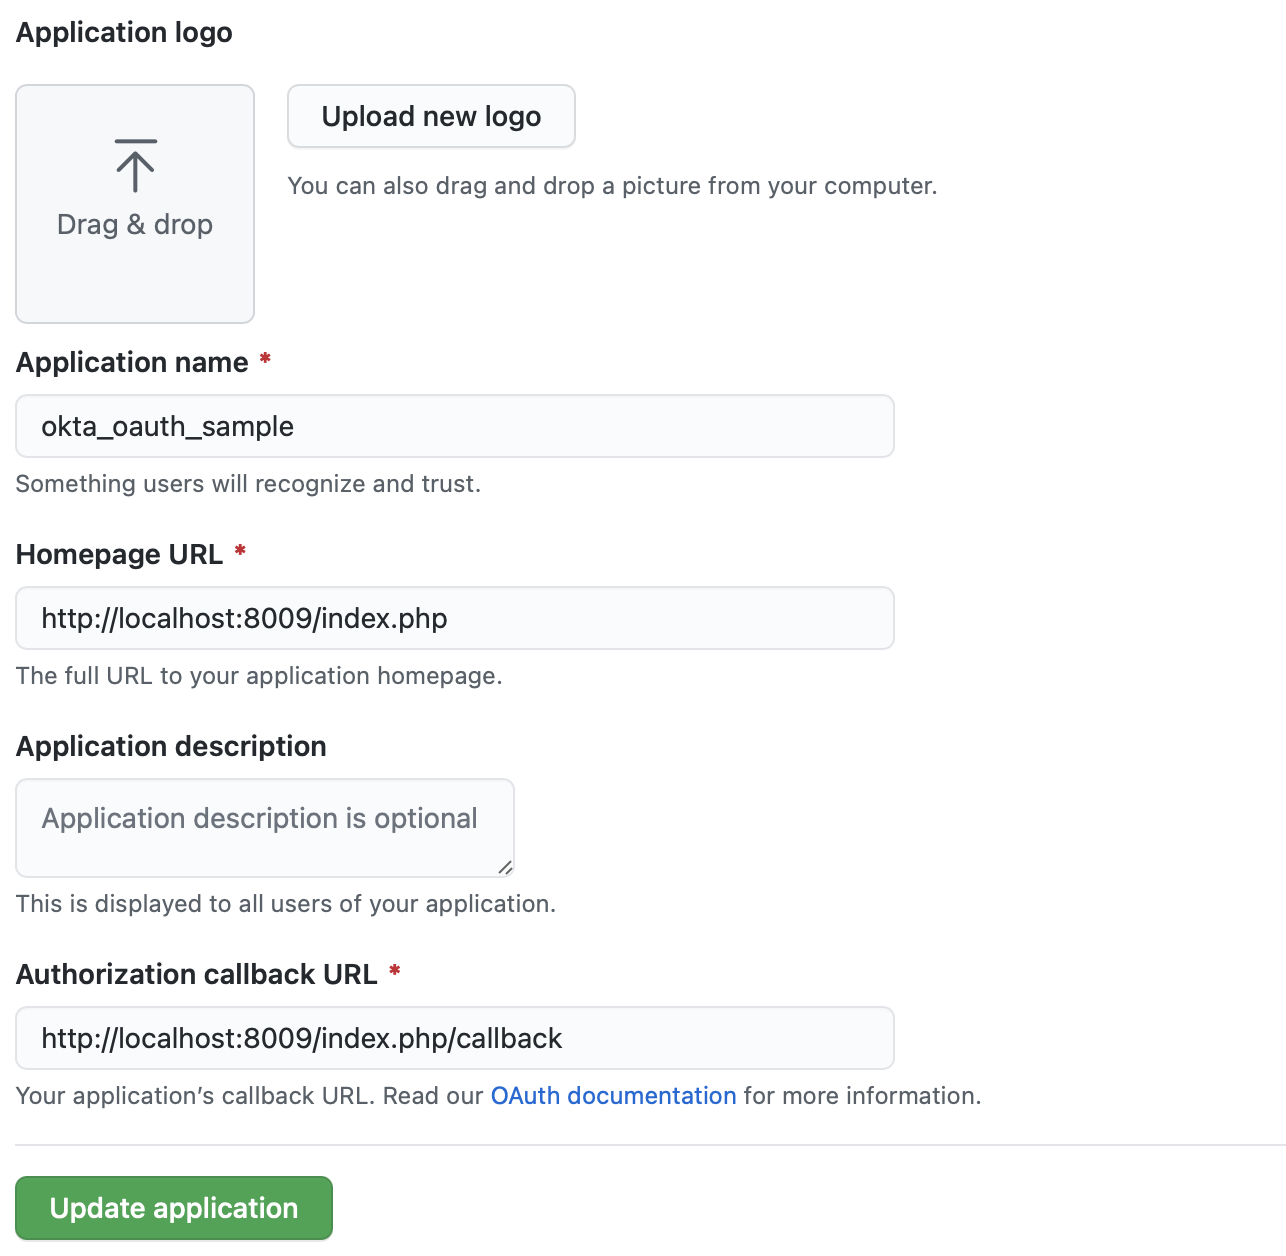 Application logo
Upload new logo
You can also drag and drop a picture from your computer.
Drag & drop
Application name *
okta_oauth_sample
Something users will recognize and trust.
Homepage URL *
http://localhost:8009/index.php
The full URL to your application homepage.
Application description
Application description is optional
This is displayed to all users of your application.
Authorization callback URL *
http://localhost:8009/index.php/callback
Your application’s callback URL. Read our OAuth documentation for more information.
Update application